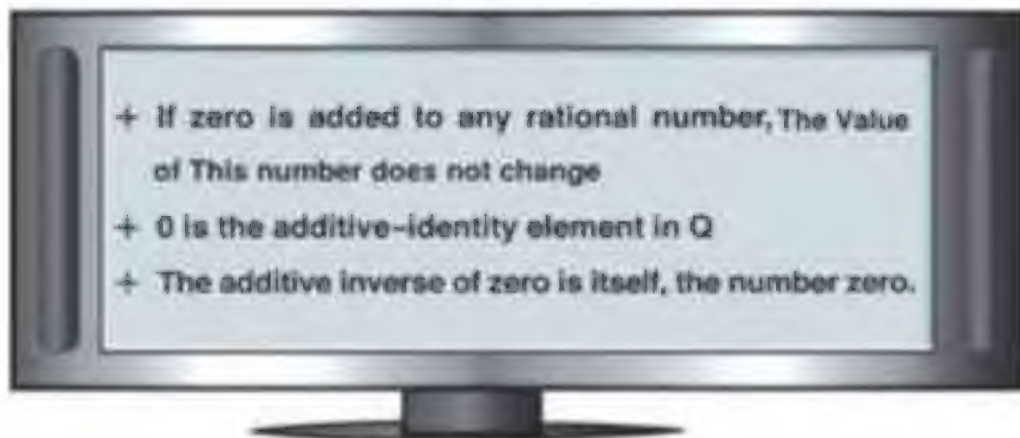 + If zero is added to any rational number, The Value
of This number does not change
+ 0 is the additive-identity element in Q
+ The additive inverse of zero is itself, the number zero.